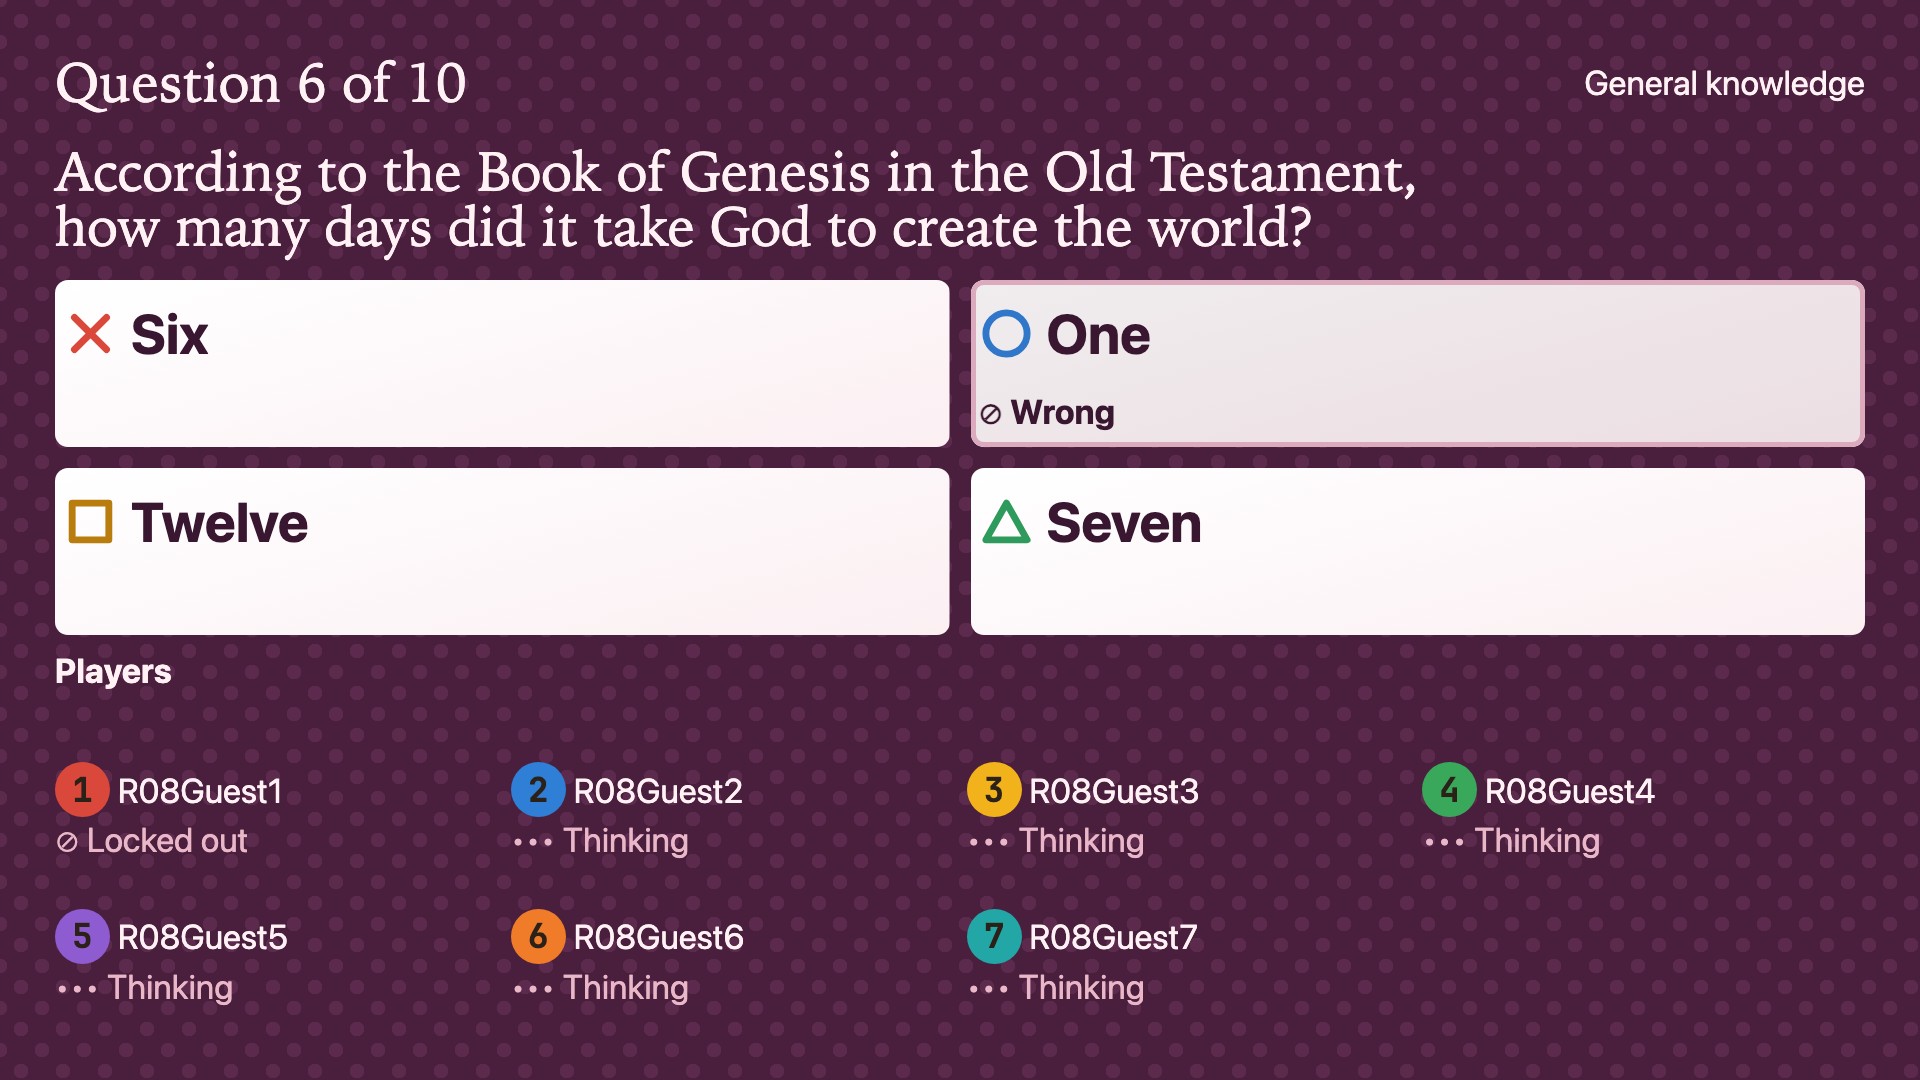 Question 6 of 10
General knowledge
According to the Book of Genesis in the Old Testament,
how many days did it take God to create the world?
Six
One
Wrong
Twelve
Seven
Players
1 R08Guest1
Locked out
2 R08Guest2
••• Thinking
3 R08Guest3
••• Thinking
4 R08Guest4
••• Thinking
5 R08Guest5
••• Thinking
6 R08Guest6
••• Thinking
7 R08Guest7
••• Thinking